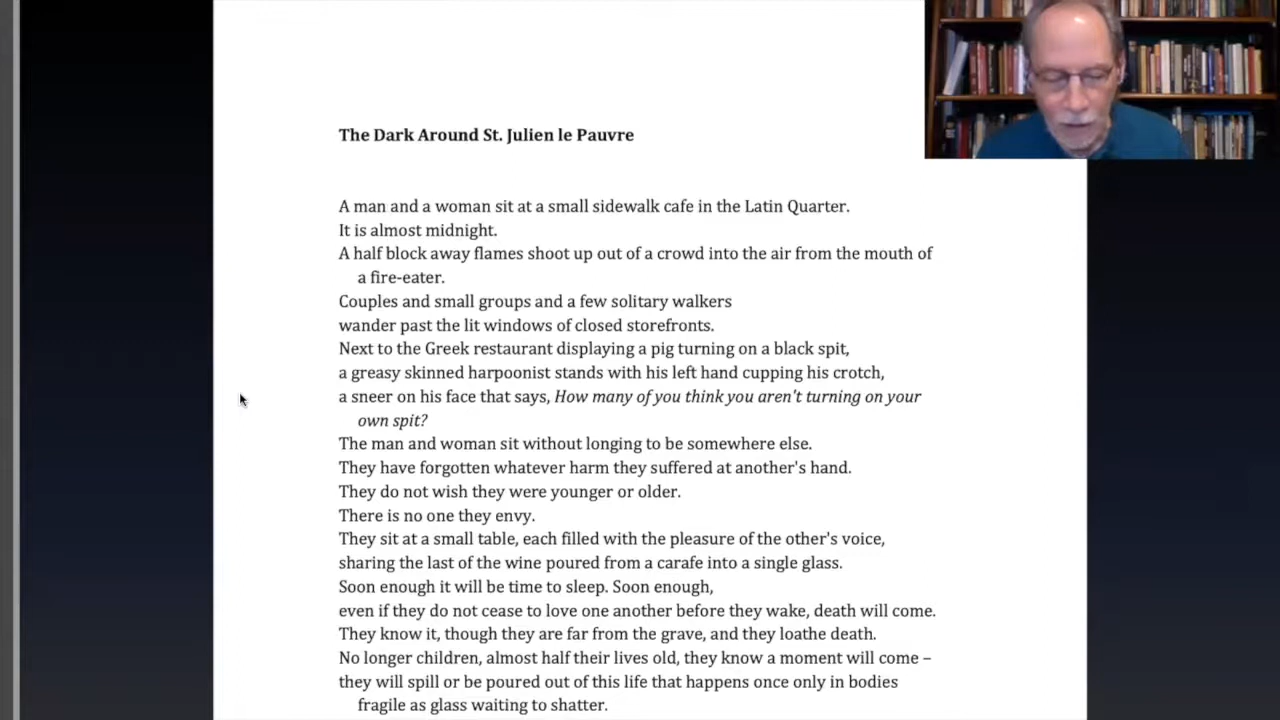 The Dark Around St. Julien le Pauvre
A man and a woman sit at a small sidewalk cafe in the Latin Quarter.
It is almost midnight.
A half block away flames shoot up out of a crowd into the air from the mouth of
a fire-eater.
Couples and small groups and a few solitary walkers
wander past the lit windows of closed storefronts.
Next to the Greek restaurant displaying a pig turning on a black spit,
a greasy skinned harpoonist stands with his left hand cupping his crotch,
a sneer on his face that says, How many of you think you aren't turning on your
own spit?
The man and woman sit without longing to be somewhere else.
They have forgotten whatever harm they suffered at another's hand.
They do not wish they were younger or older.
There is no one they envy.
They sit at a small table, each filled with the pleasure of the other's voice,
sharing the last of the wine poured from a carafe into a single glass.
Soon enough it will be time to sleep. Soon enough,
even if they do not cease to love one another before they wake, death will come.
They know it, though they are far from the grave, and they loathe death.
No longer children, almost half their lives old, they know a moment will come –
they will spill or be poured out of this life that happens once only in bodies
fragile as glass waiting to shatter.